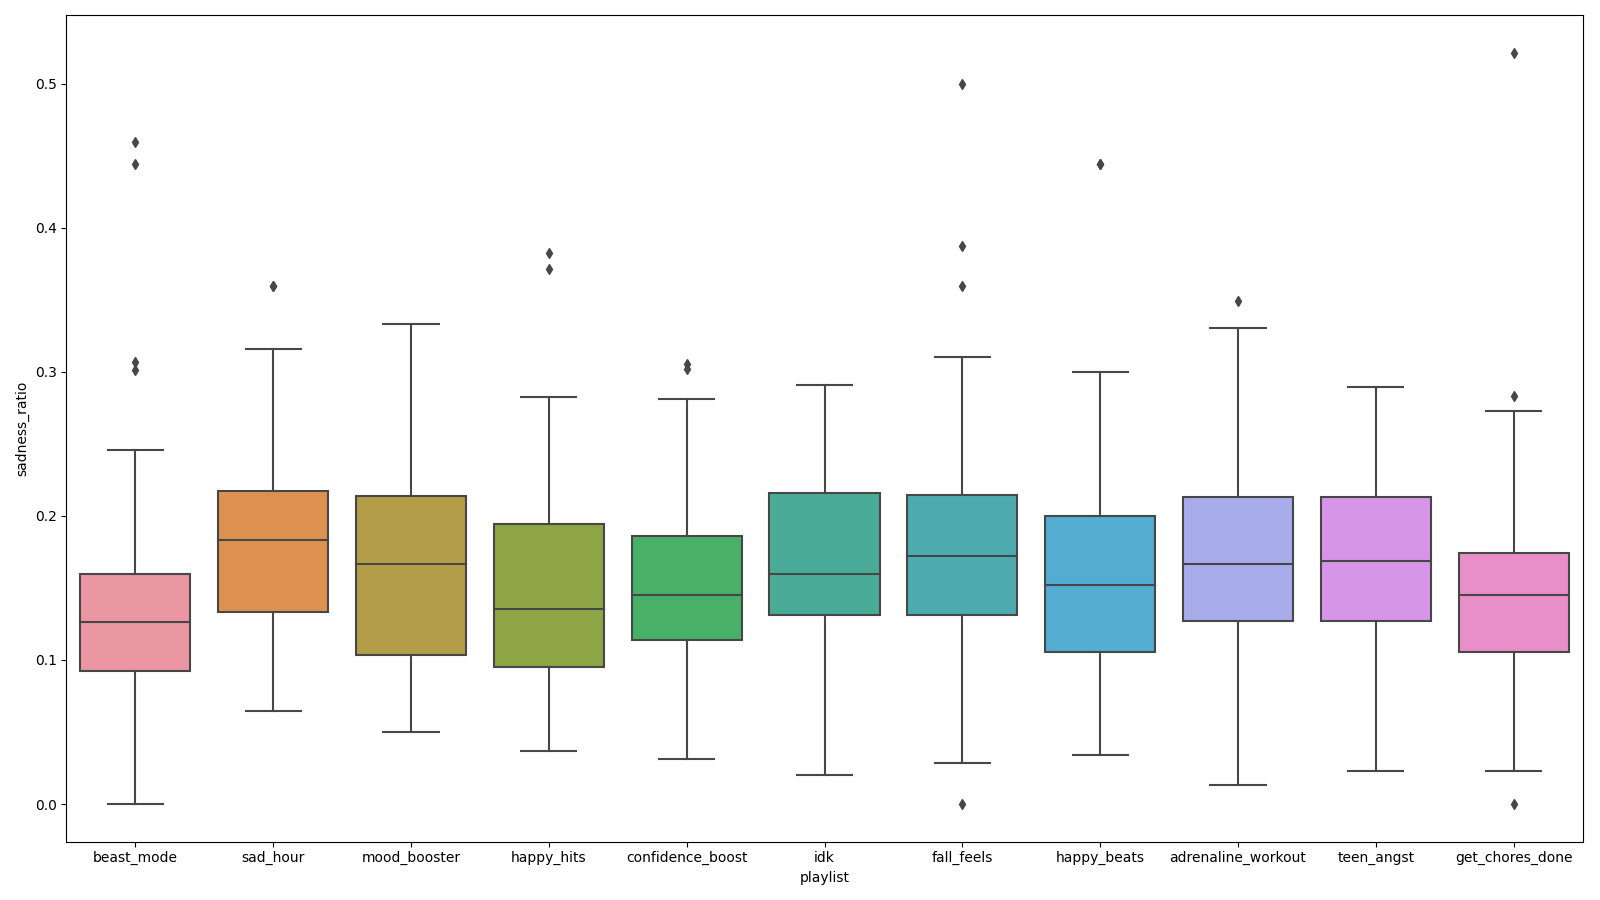 sadness_ratio
0.5
0.4
0.3
0.2
0.1
0.0
beast_mode sad_hour mood_booster happy_hits confidence_boost idk fall_feels happy_beats adrenaline_workout teen_angst get_chores_done
playlist